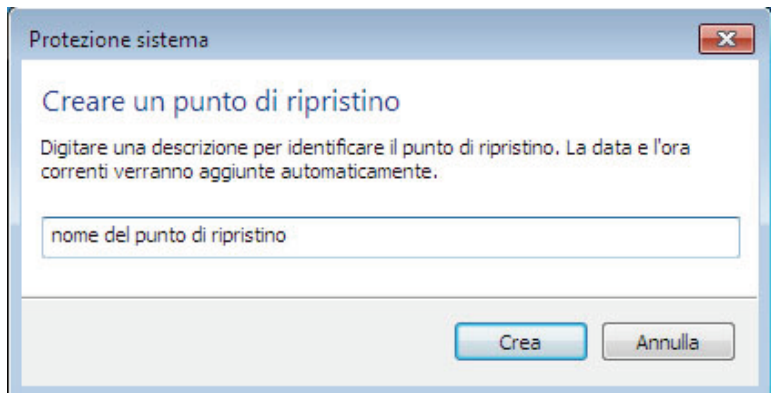 Protezione sistema
Creare un punto di ripristino
Digitare una descrizione per identificare il punto di ripristino. La data e l'ora
correnti verranno aggiunte automaticamente.
nome del punto di ripristino
Crea Annulla